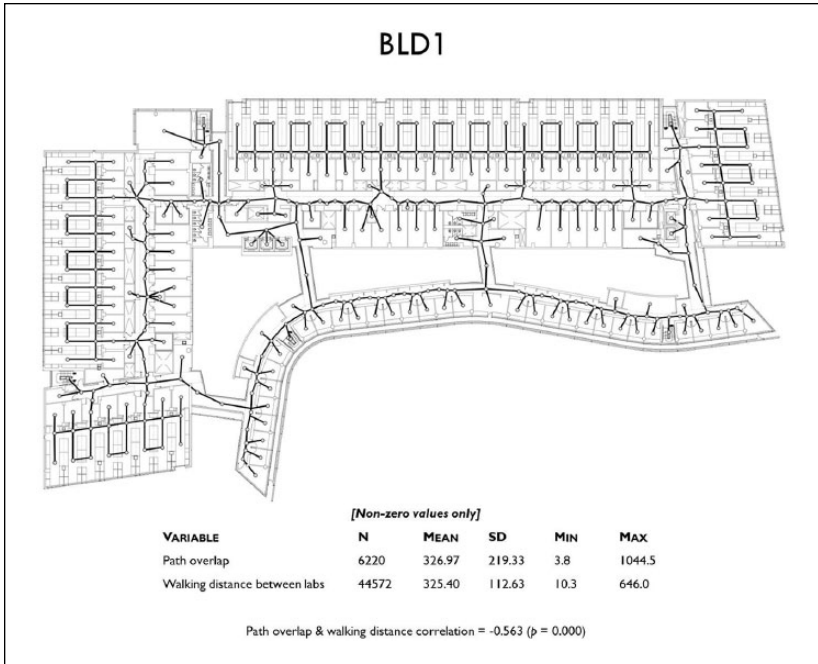 BLD1
[Non-zero values only]
VARIABLE N MEAN SD MIN MAX
Path overlap 6220 326.97 219.33 3.8 1044.5
Walking distance between labs 44572 325.40 112.63 10.3 646.0
Path overlap & walking distance correlation = -0.563 (p = 0.000)